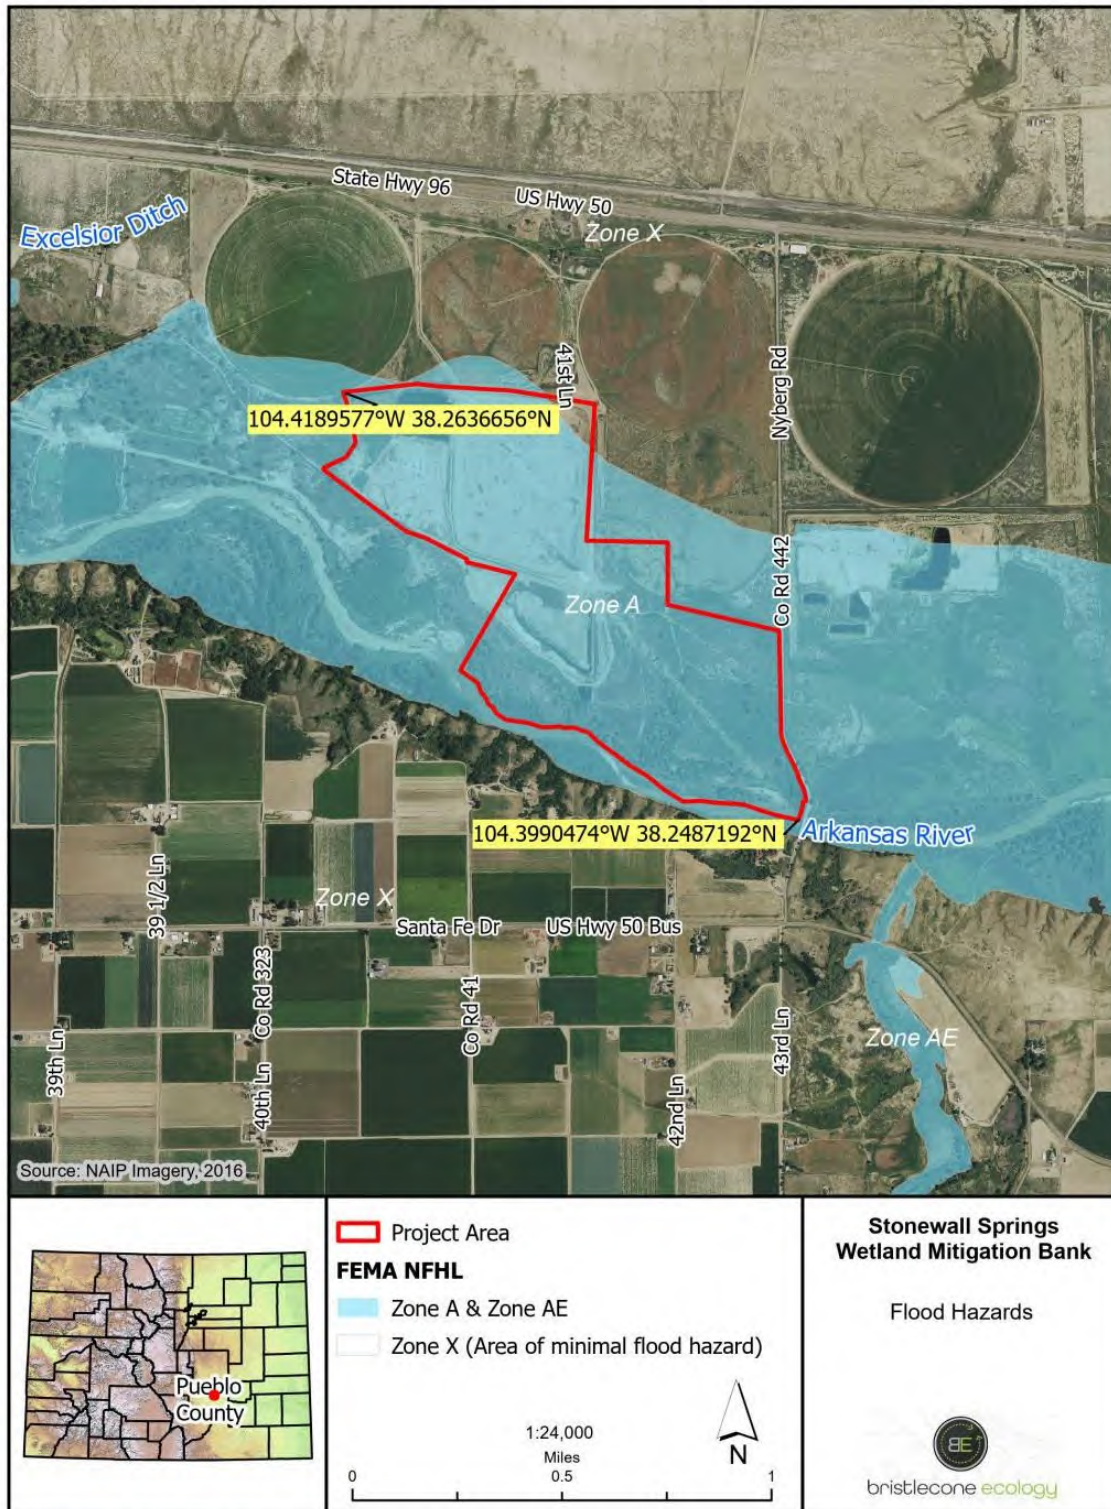 State Hwy 96
US Hwy 50
Excelsior Ditch
Zone X
41st Ln
Nyberg Rd
104.4189577°W 38.2636656°N
Co Rd 442
Zone A
104.3990474°W 38.2487192°N
Arkansas River
39 1/2 Ln
Zone X
Santa Fe Dr
US Hwy 50 Bus
Co Rd 323
Co Rd 41
39th Ln
40th Ln
42nd Ln
43rd Ln
Zone AE
Source: NAIP Imagery, 2016
Pueblo
County
Project Area
FEMA NFHL
Zone A & Zone AE
Zone X (Area of minimal flood hazard)
1:24,000
Miles
0 0.5 1
N
Stonewall Springs
Wetland Mitigation Bank
Flood Hazards
BE
bristlecone ecology